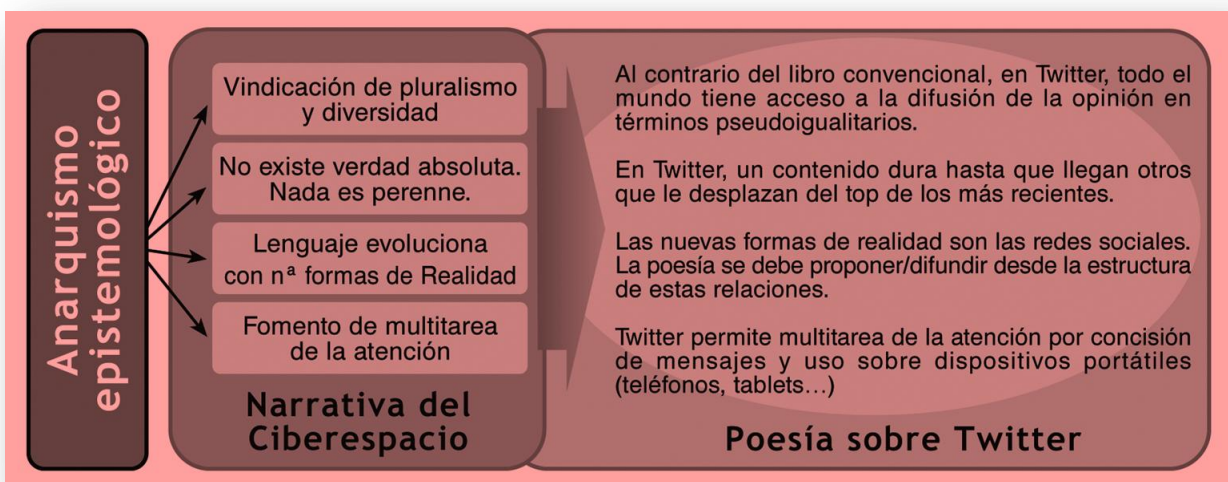 Anarquismo
epistemológico
Vindicación de pluralismo
y diversidad
No existe verdad absoluta.
Nada es perenne.
Lenguaje evoluciona
con nª formas de Realidad
Fomento de multitarea
de la atención
Narrativa del
Ciberespacio
Al contrario del libro convencional, en Twitter, todo el
mundo tiene acceso a la difusión de la opinión en
términos pseudoigualitarios.
En Twitter, un contenido dura hasta que llegan otros
que le desplazan del top de los más recientes.
Las nuevas formas de realidad son las redes sociales.
La poesía se debe proponer/difundir desde la estructura
de estas relaciones.
Twitter permite multitarea de la atención por concisión
de mensajes y uso sobre dispositivos portátiles
(teléfonos, tablets...)
Poesía sobre Twitter